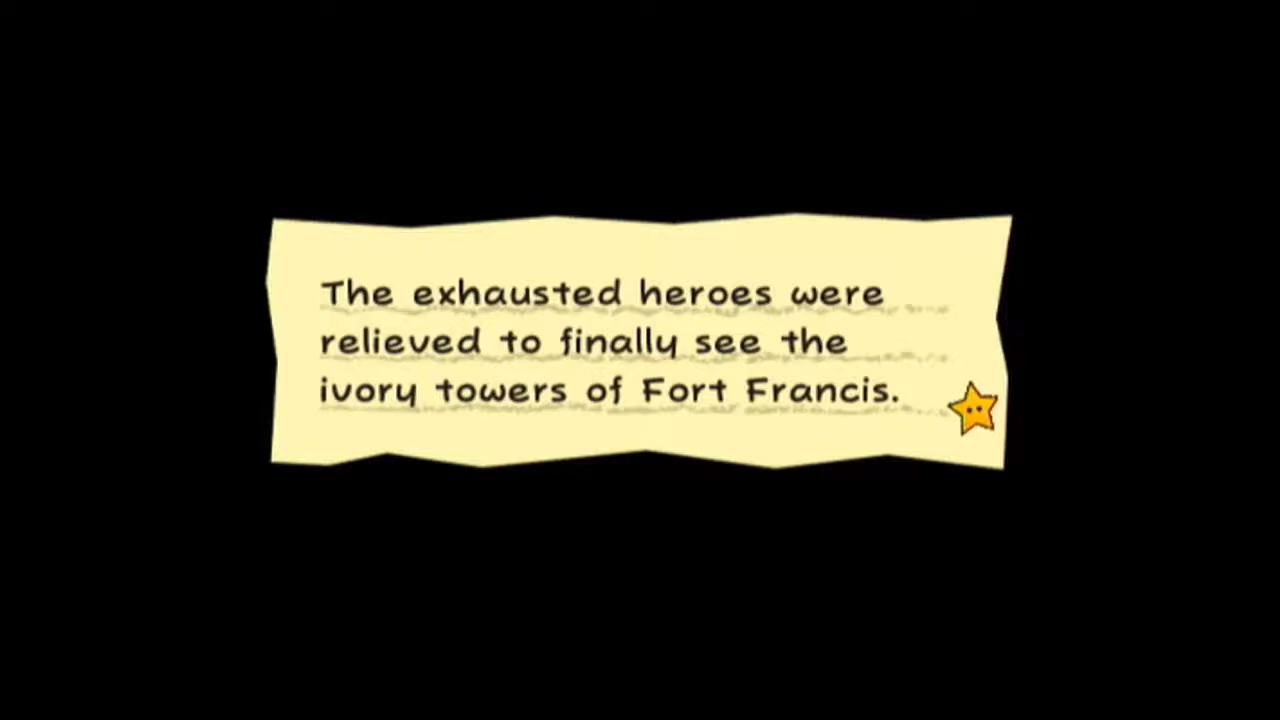 The exhausted heroes were
relieved to finally see the
ivory towers of Fort Francis.